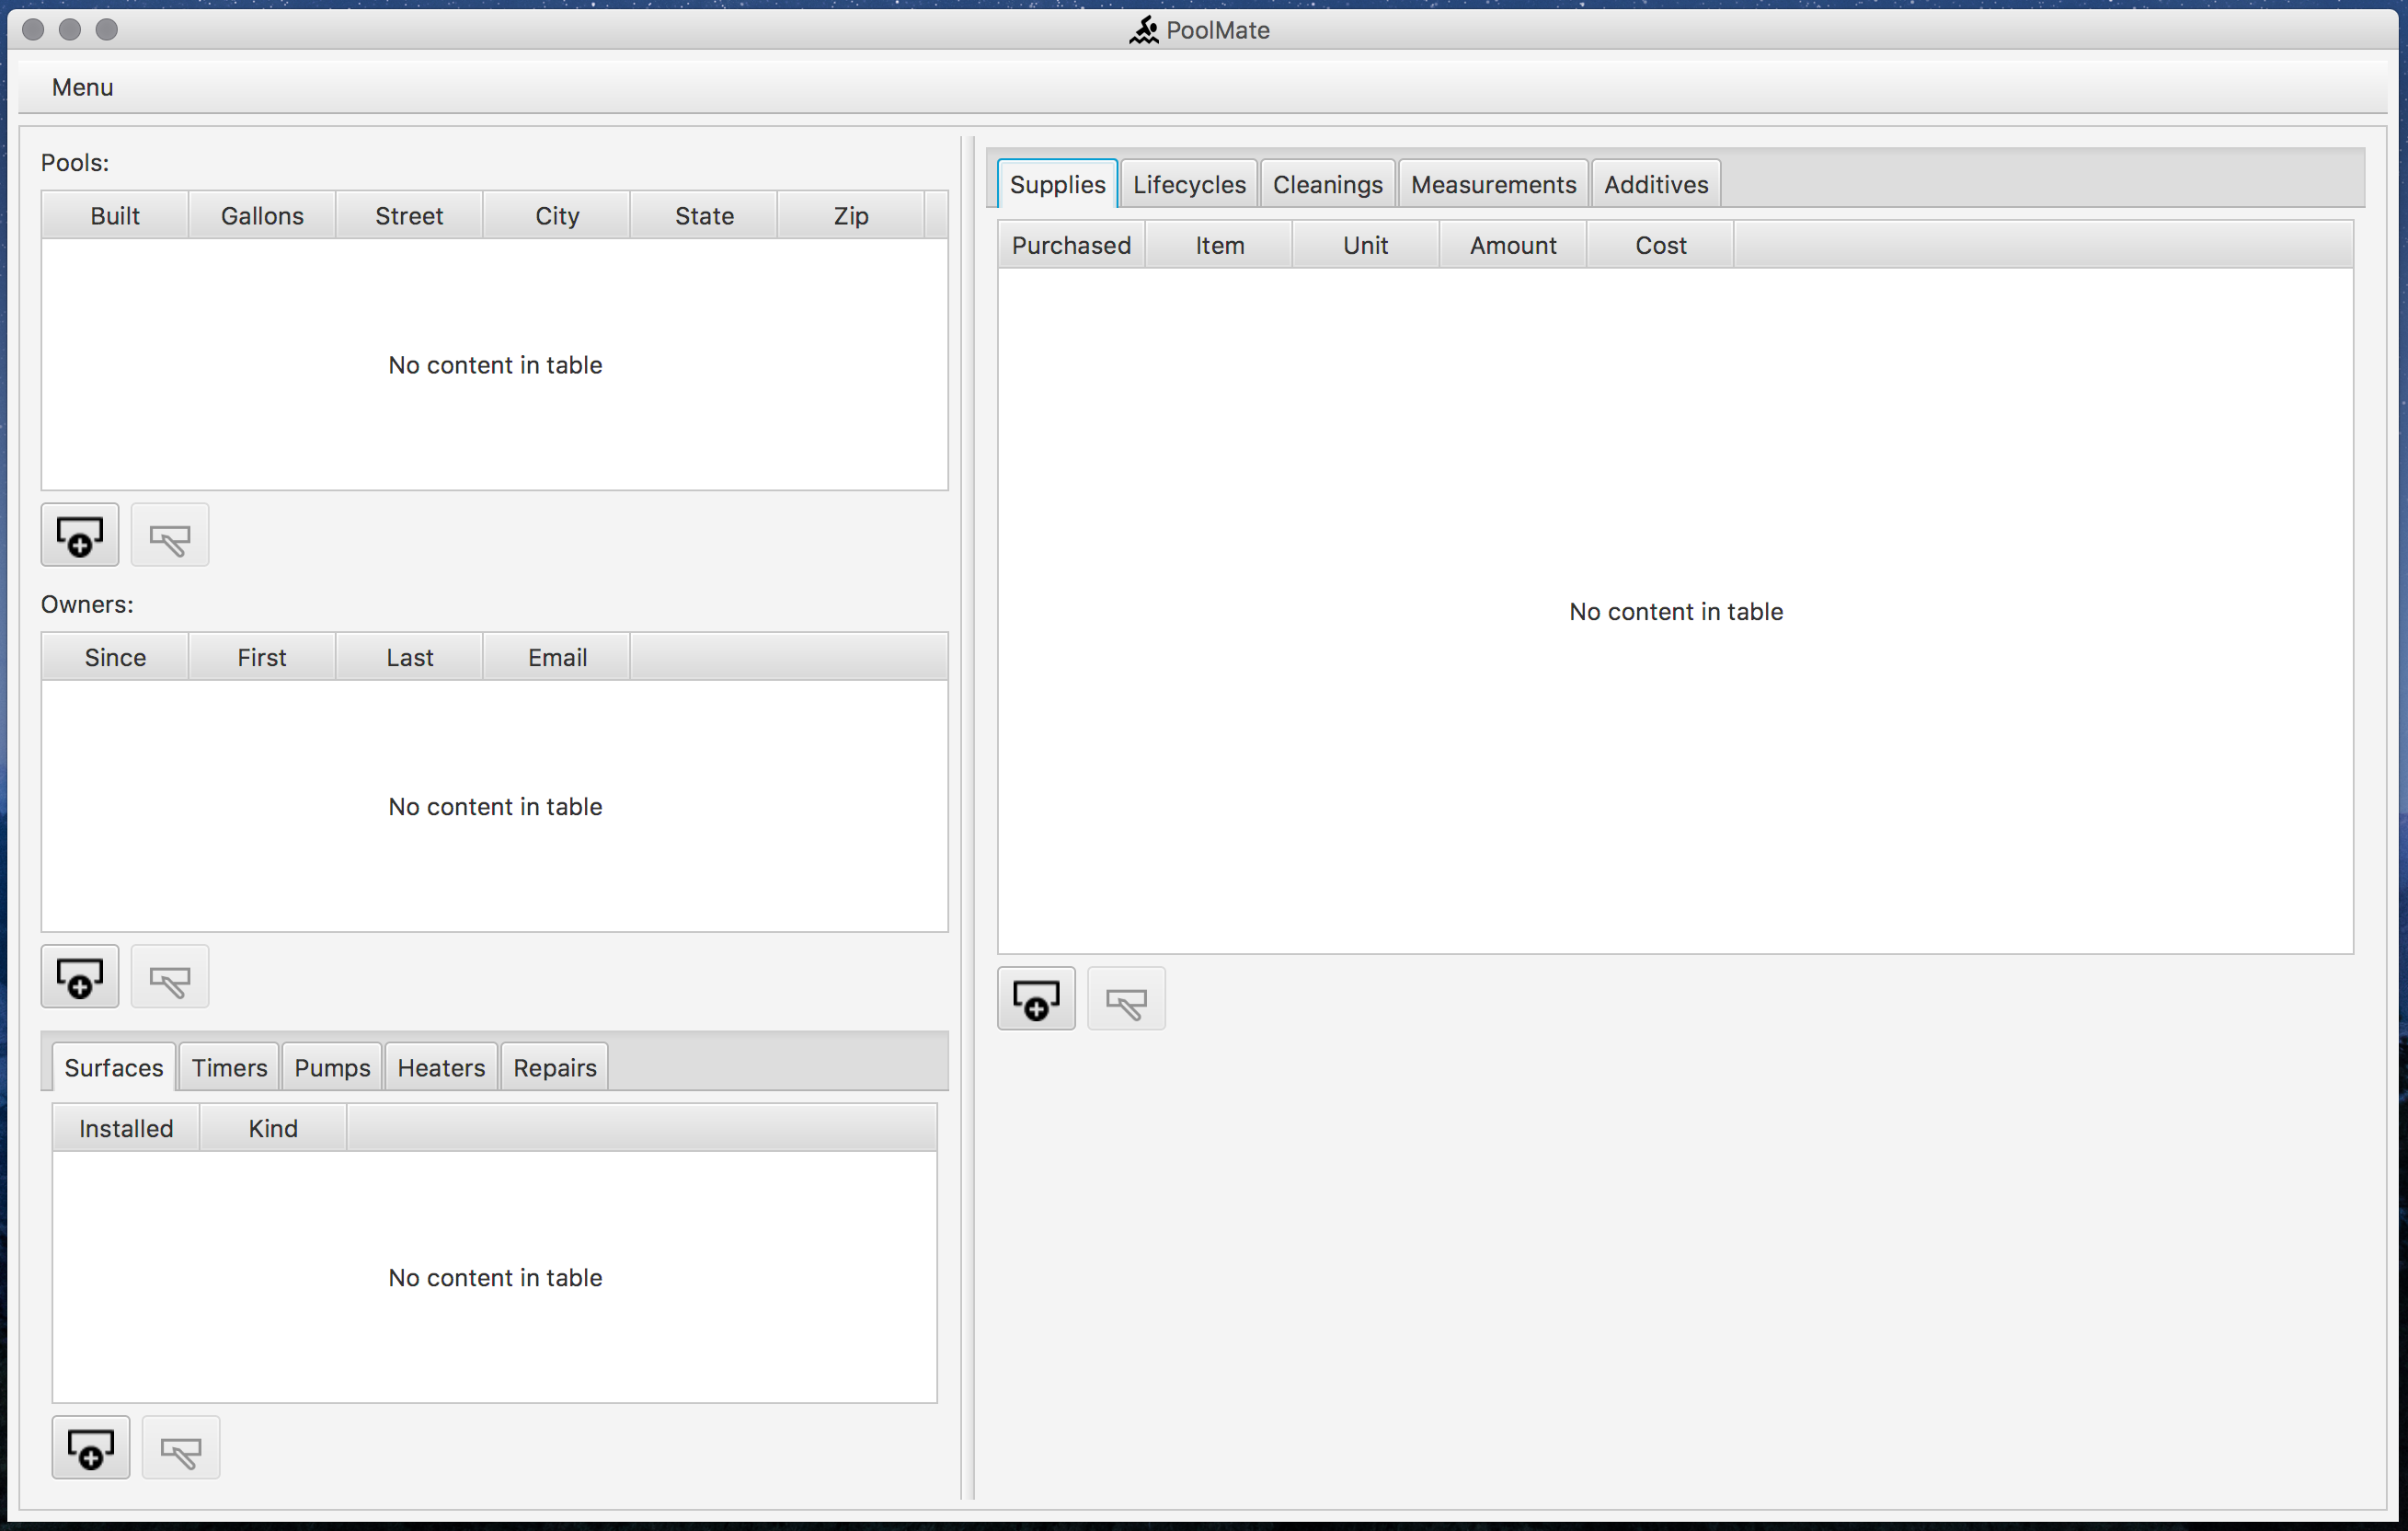 PoolMate
Menu
Pools:
Built Gallons Street City State Zip
No content in table
Owners:
Since First Last Email
No content in table
Surfaces Timers Pumps Heaters Repairs
Installed Kind
No content in table
Supplies Lifecycles Cleanings Measurements Additives
Purchased Item Unit Amount Cost
No content in table